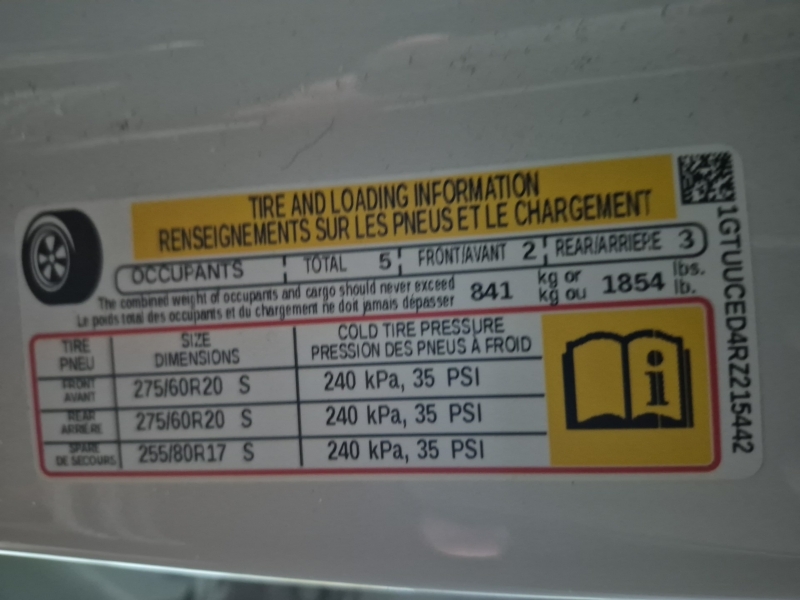 TIRE AND LOADING INFORMATION
RENSEIGNEMENTS SUR LES PNEUS ET LE CHARGEMENT
OCCUPANTS TOTAL 5 FRONT/AVANT 2 REAR/ARRIERE 3
The combined weight of occupants and cargo should never exceed 841 kg or 1854 lbs.
Le poids total des occupants et du chargement ne doit jamais dépasser kg ou lb.
TIRE PNEU SIZE DIMENSIONS COLD TIRE PRESSURE PRESSION DES PNEUS À FROID
FRONT AVANT 275/60R20 S 240 kPa, 35 PSI
REAR ARRIÈRE 275/60R20 S 240 kPa, 35 PSI
SPARE DE SECOURS 255/80R17 S 240 kPa, 35 PSI
i
1GTUUCED4RZ215442